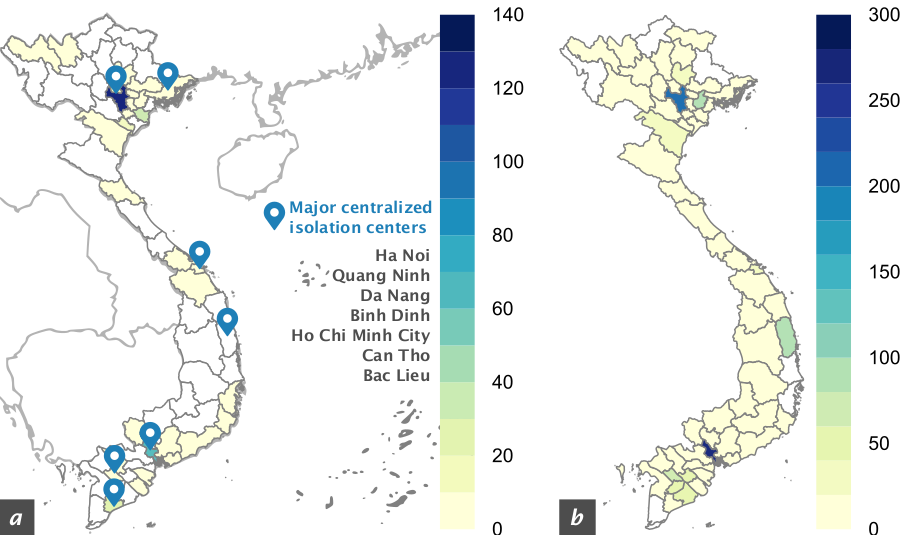 140
120
100
80
60
40
20
0
Major centralized
isolation centers
Ha Noi
Quang Ninh
Da Nang
Binh Dinh
Ho Chi Minh City
Can Tho
Bac Lieu
a
300
250
200
150
100
50
0
b